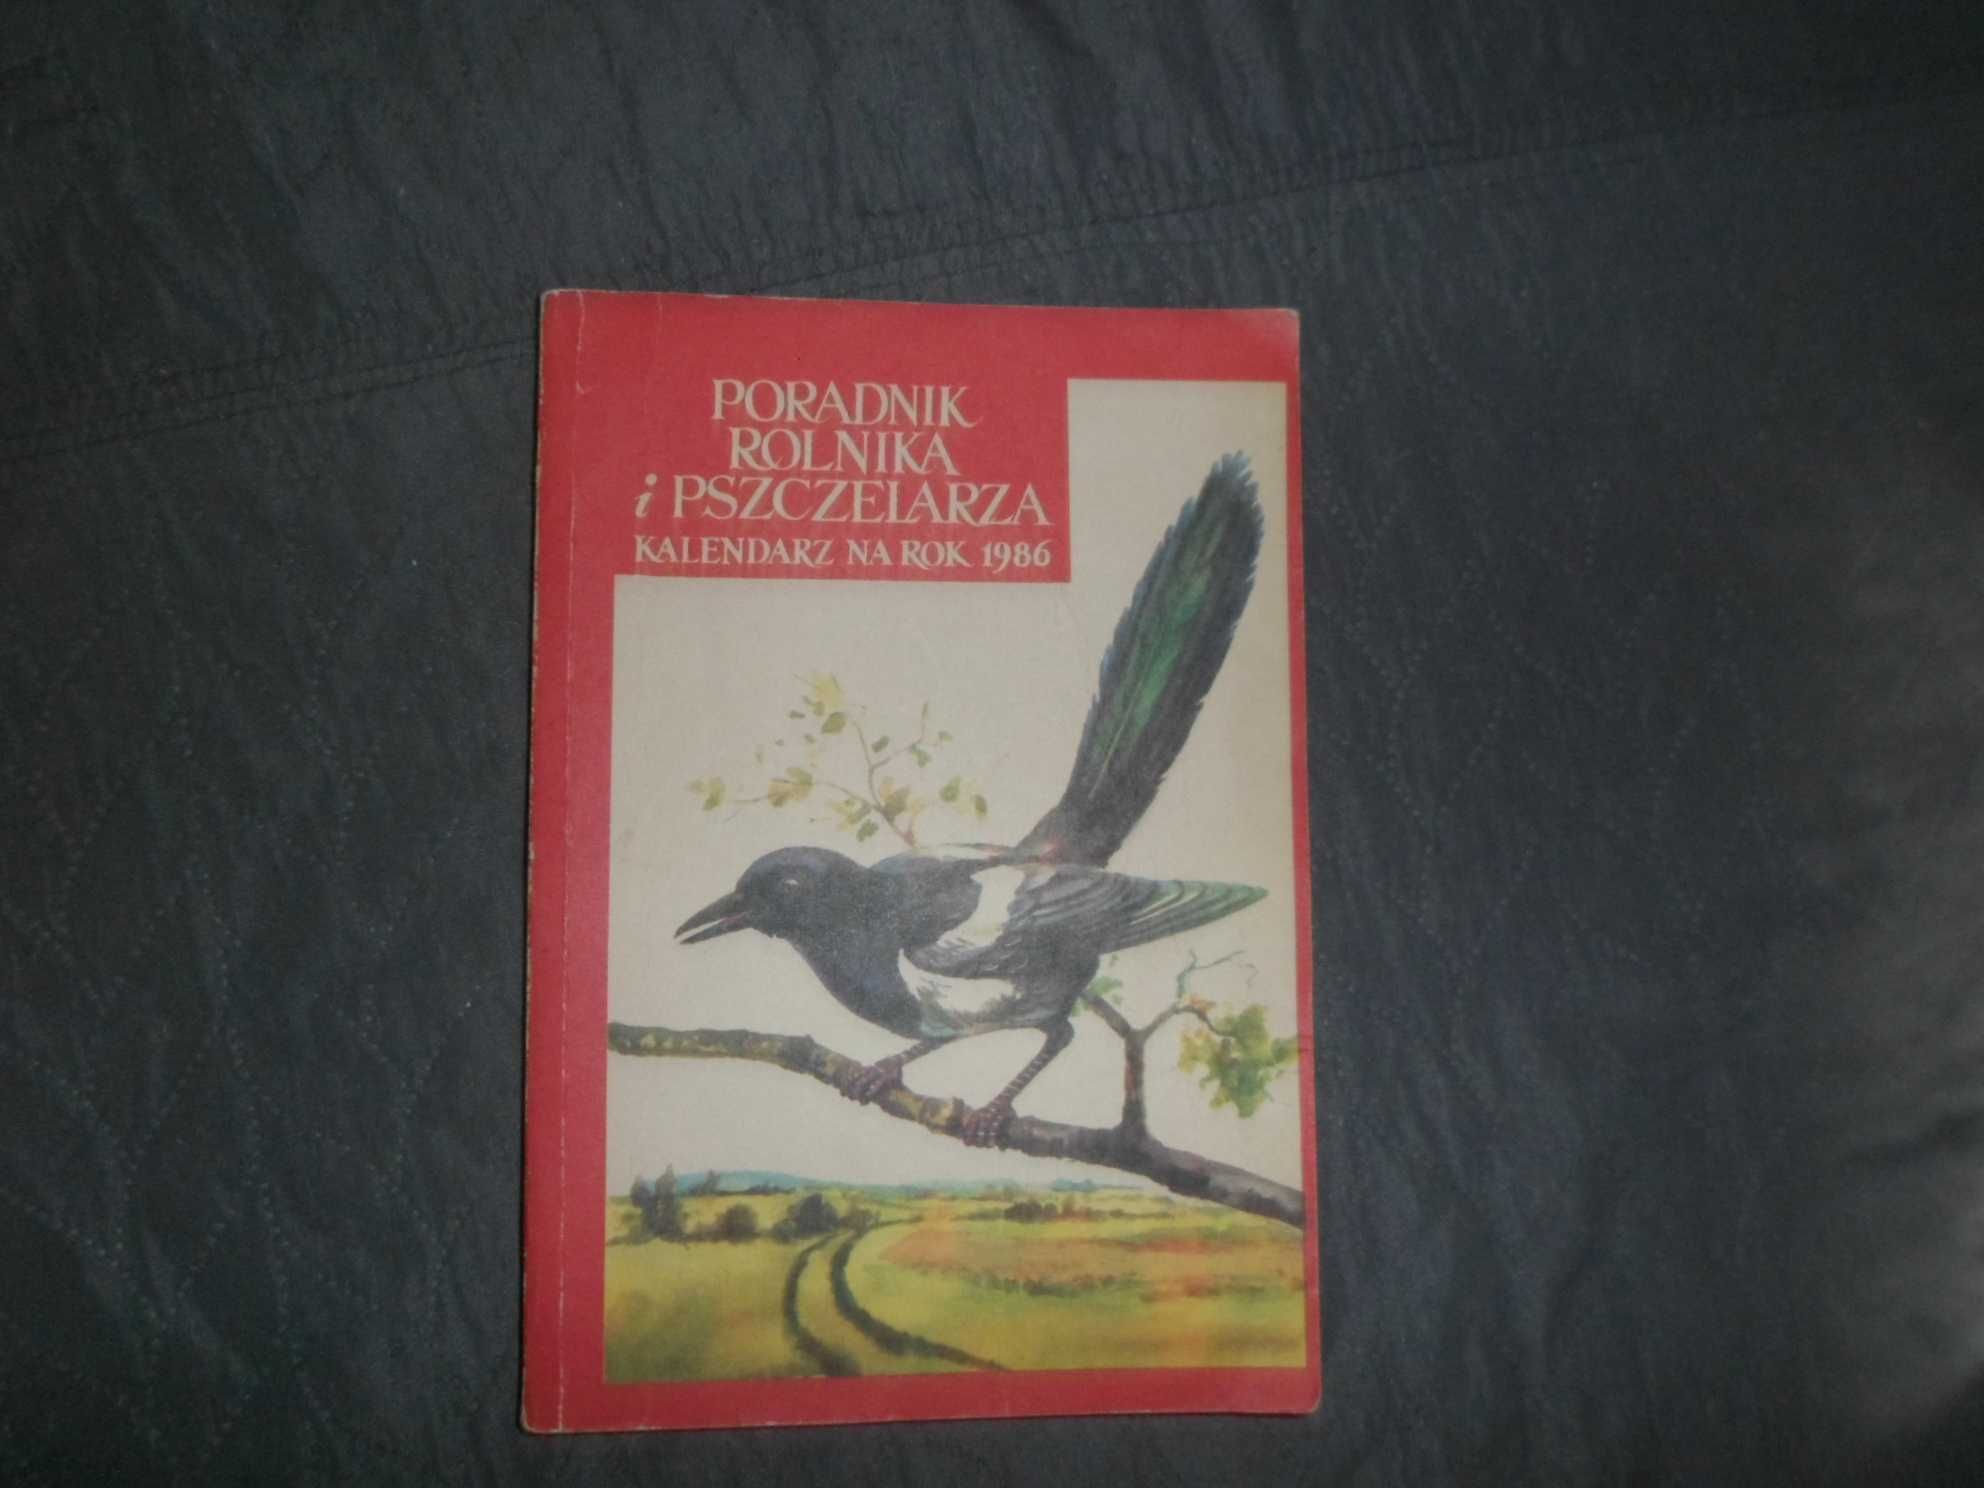 PORADNIK
ROLNIKA
i PSZCZELARZA
KALENDARZ NA ROK 1986